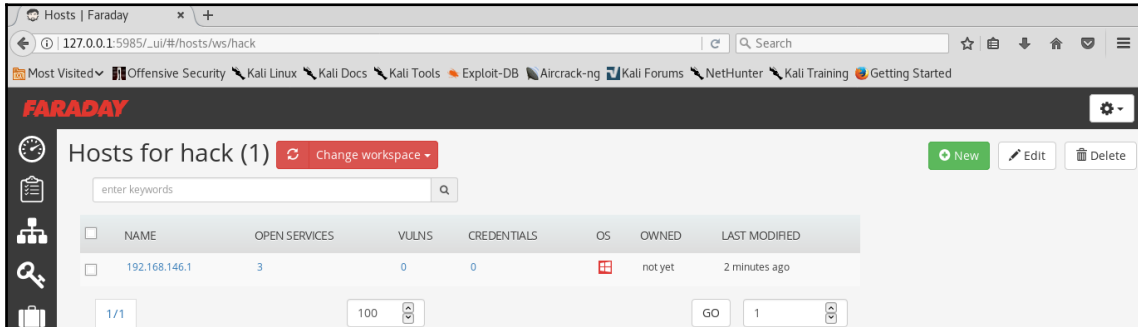 Hosts | Faraday × +
127.0.0.1:5985/_ui/#/hosts/ws/hack Search
Most Visited Offensive Security Kali Linux Kali Docs Kali Tools Exploit-DB Aircrack-ng Kali Forums NetHunter Kali Training Getting Started
FARADAY
Hosts for hack (1) Change workspace New Edit Delete
enter keywords
NAME OPEN SERVICES VULNS CREDENTIALS OS OWNED LAST MODIFIED
192.168.146.1 3 0 0 not yet 2 minutes ago
1/1 100 GO 1